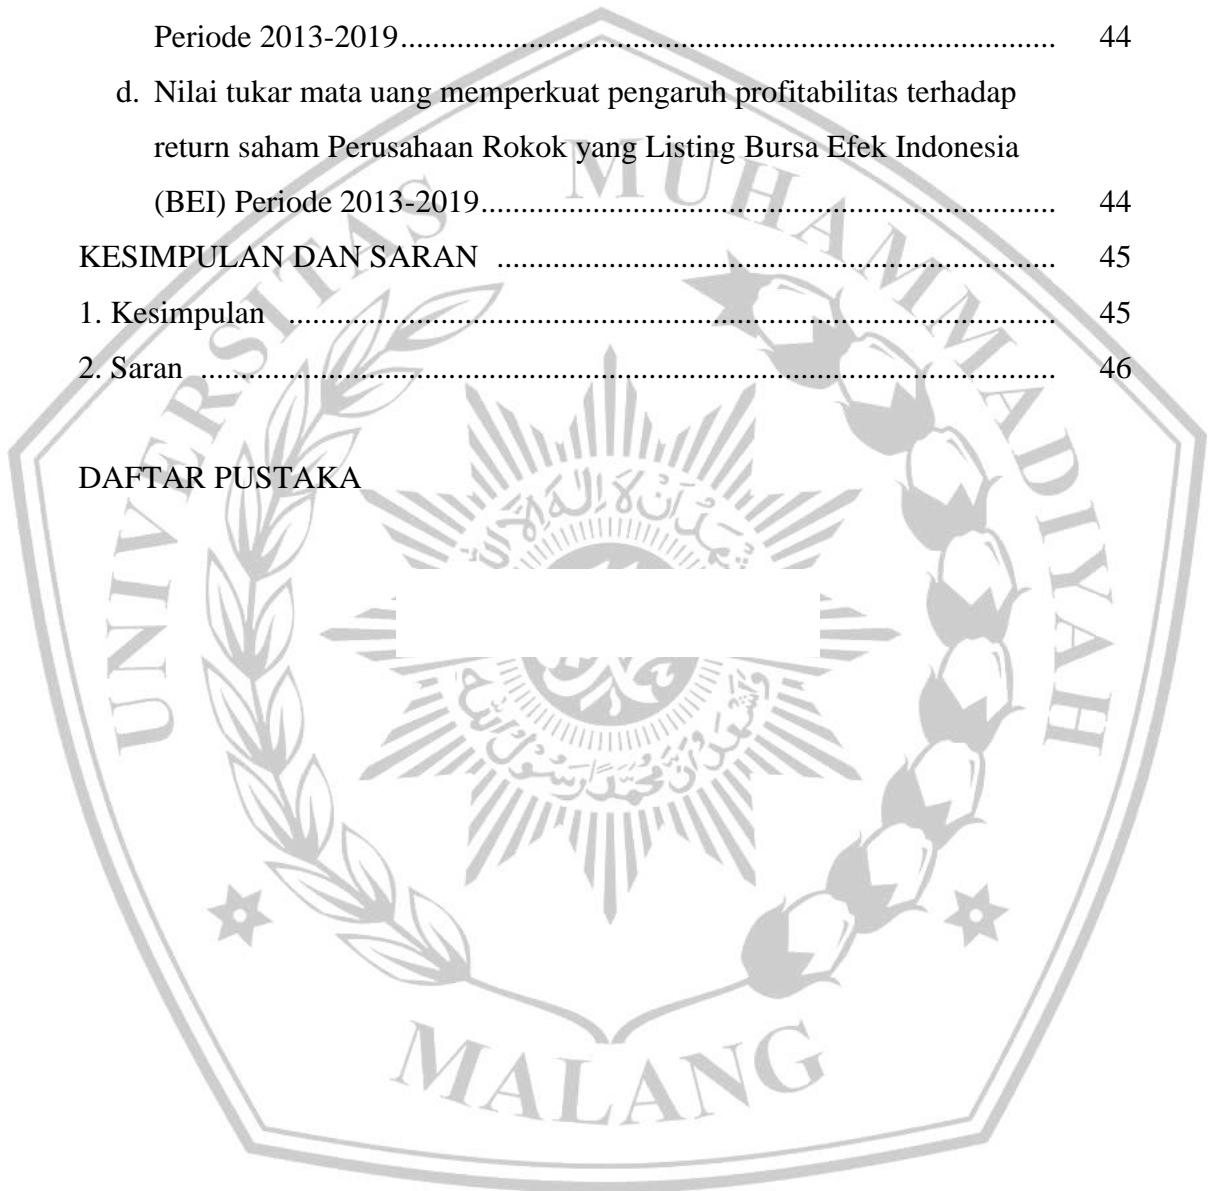 Periode 2013-2019................................................................................. 44
d. Nilai tukar mata uang memperkuat pengaruh profitabilitas terhadap
return saham Perusahaan Rokok yang Listing Bursa Efek Indonesia
(BEI) Periode 2013-2019....................................................................... 44
KESIMPULAN DAN SARAN ..................................................................... 45
1. Kesimpulan ............................................................................................... 45
2. Saran .......................................................................................................... 46
DAFTAR PUSTAKA
UNIVERSITAS MUHAMMADIYAH
MALANG